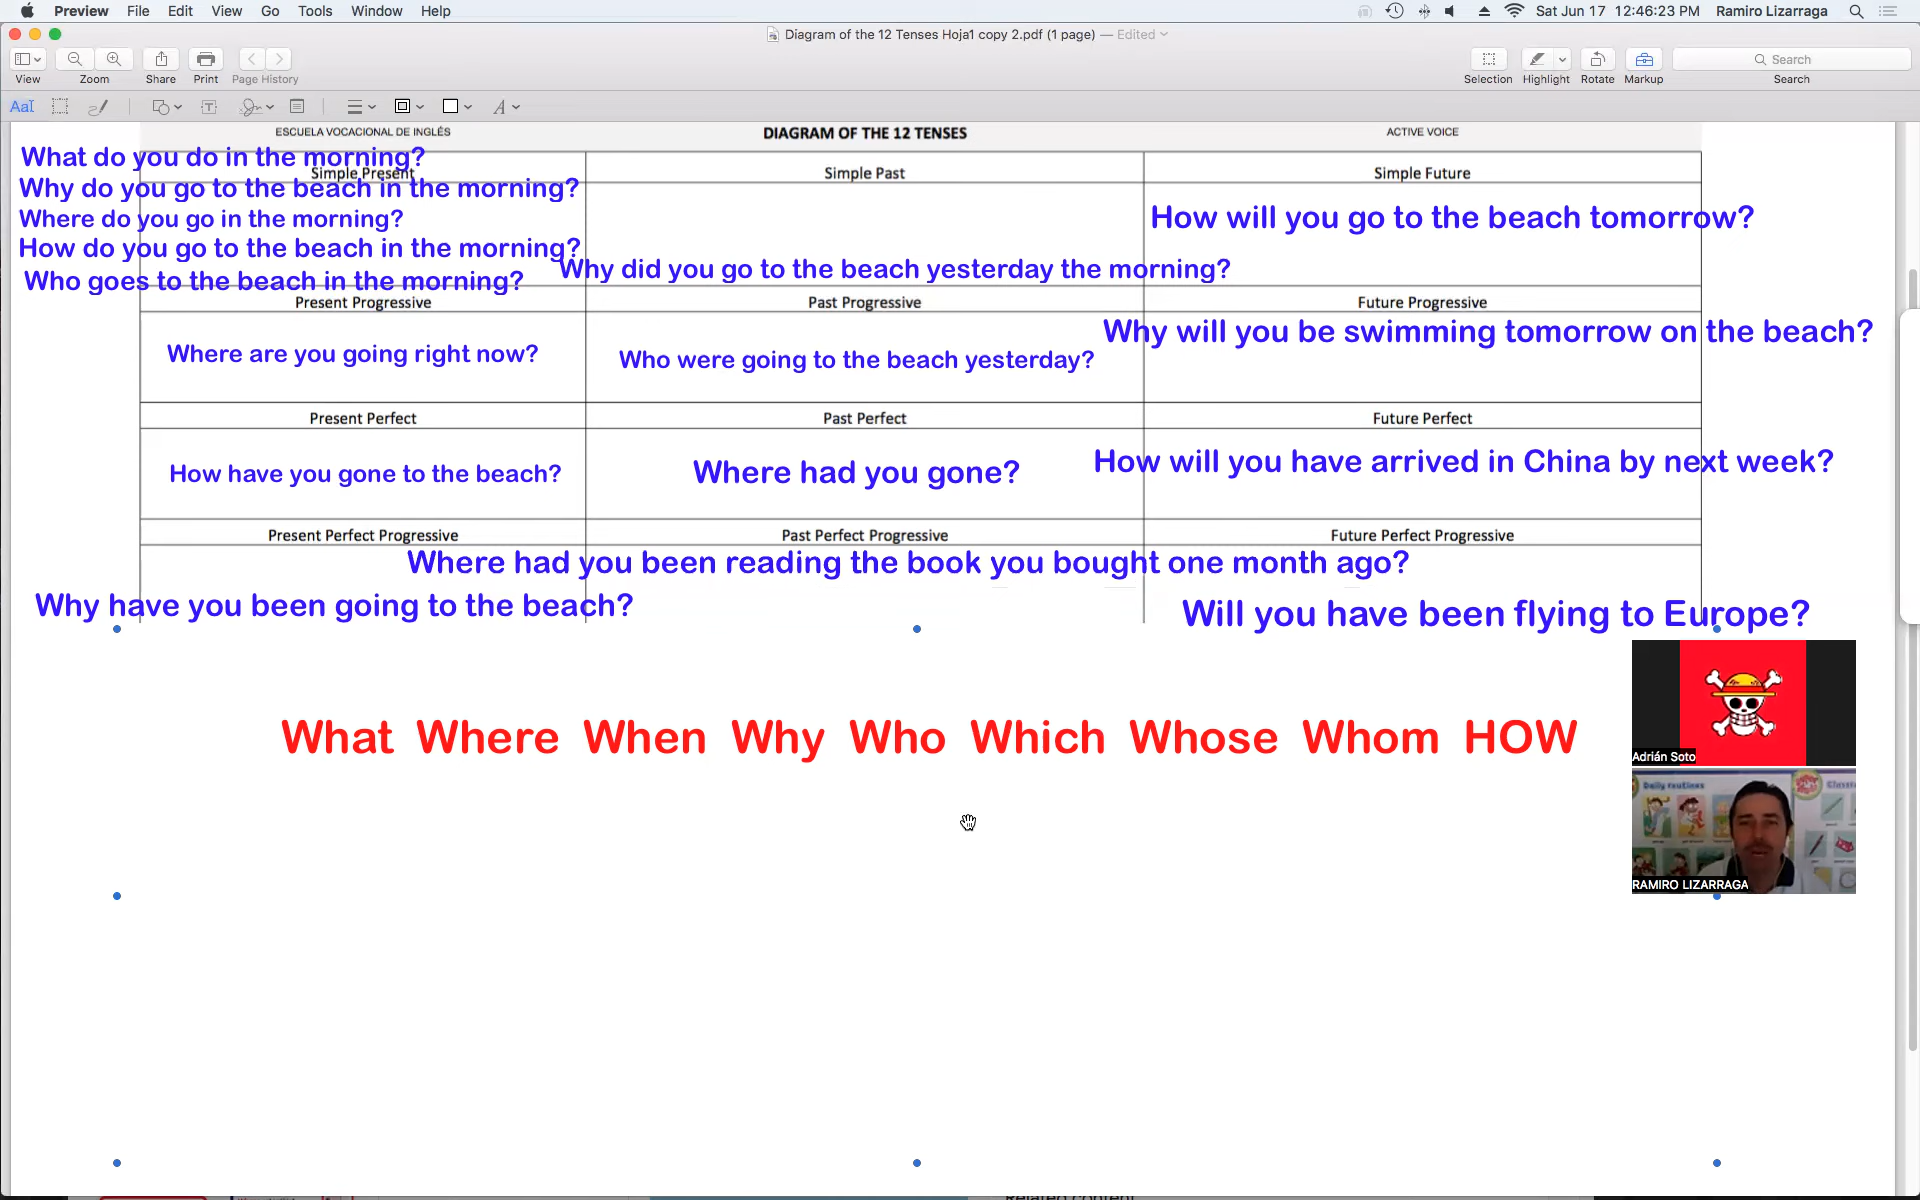 Preview File Edit View Go Tools Window Help Sat Jun 17 12:46:23 PM Ramiro Lizarraga
Diagram of the 12 Tenses Hoja1 copy 2.pdf (1 page) — Edited
View Zoom Share Print Page History Selection Highlight Rotate Markup Search
Search
AaI
ESCUELA VOCACIONAL DE INGLÉS DIAGRAM OF THE 12 TENSES ACTIVE VOICE
What do you do in the morning?
Simple Present Simple Past Simple Future
Why do you go to the beach in the morning?
Where do you go in the morning?
How will you go to the beach tomorrow?
How do you go to the beach in the morning?
Why did you go to the beach yesterday the morning?
Who goes to the beach in the morning?
Present Progressive Past Progressive Future Progressive
Why will you be swimming tomorrow on the beach?
Where are you going right now?
Who were going to the beach yesterday?
Present Perfect Past Perfect Future Perfect
How will you have arrived in China by next week?
How have you gone to the beach?
Where had you gone?
Present Perfect Progressive Past Perfect Progressive Future Perfect Progressive
Where had you been reading the book you bought one month ago?
Why have you been going to the beach?
Will you have been flying to Europe?
What Where When Why Who Which Whose Whom HOW
Adrián Soto
Daily routines
RAMIRO LIZARRAGA